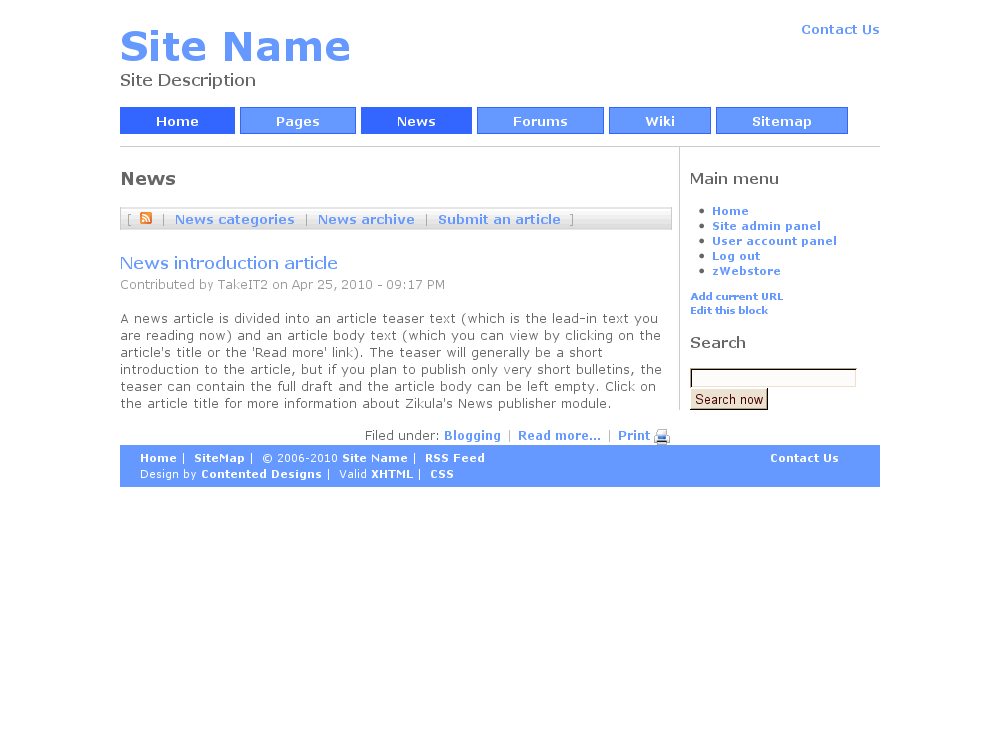 Contact Us
Site Name
Site Description
Home
Pages
News
Forums
Wiki
Sitemap
News
[ | News categories | News archive | Submit an article ]
News introduction article
Contributed by TakeIT2 on Apr 25, 2010 - 09:17 PM
A news article is divided into an article teaser text (which is the lead-in text you
are reading now) and an article body text (which you can view by clicking on the
article's title or the 'Read more' link). The teaser will generally be a short
introduction to the article, but if you plan to publish only very short bulletins, the
teaser can contain the full draft and the article body can be left empty. Click on
the article title for more information about Zikula's News publisher module.
Filed under: Blogging | Read more... | Print
Main menu
Home
Site admin panel
User account panel
Log out
zWebstore
Add current URL
Edit this block
Search
Search now
Home | SiteMap | © 2006-2010 Site Name | RSS Feed
Contact Us
Design by Contented Designs | Valid XHTML | CSS